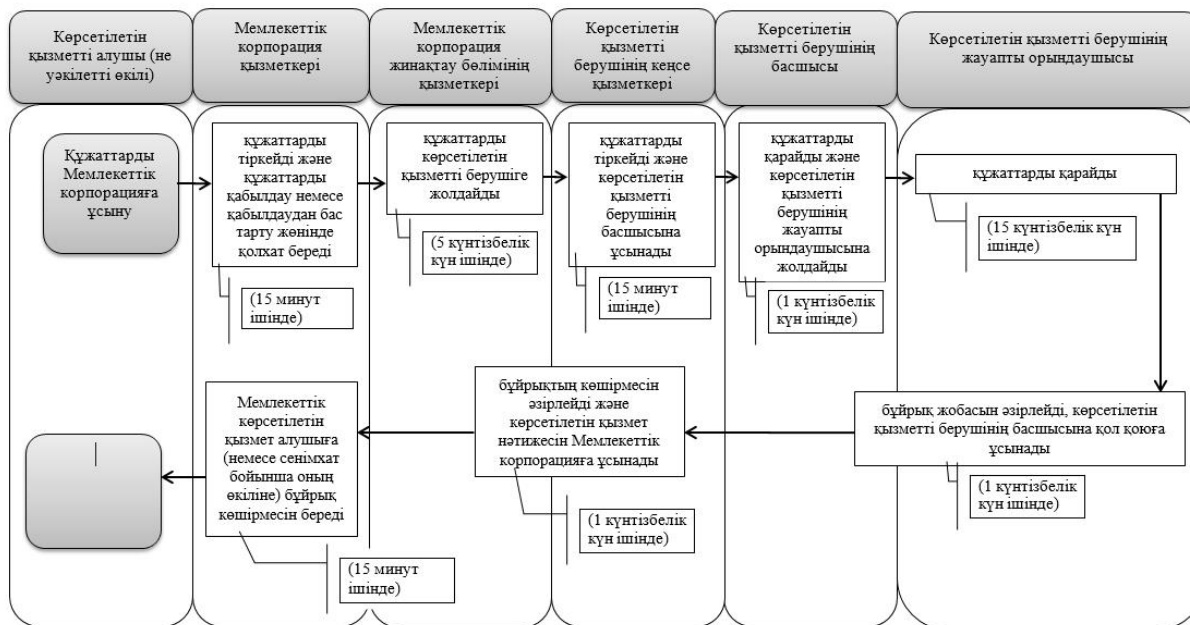 Көрсетілетін
қызметті алушы (не
уәкілетті өкілі)
Мемлекеттік
корпорация
қызметкері
Мемлекеттік
корпорация
жинақтау бөлімінің
қызметкері
Көрсетілетін
қызметті
берушінің кеңсе
қызметкері
Көрсетілетін
қызметті берушінің
басшысы
Көрсетілетін қызметті берушінің
жауапты орындаушысы
Құжаттарды
Мемлекеттік
корпорацияға
ұсыну
құжаттарды
тіркейді және
құжаттарды
қабылдау немесе
қабылдаудан бас
тарту жөнінде
қолхат береді
(15 минут
ішінде)
құжаттарды
көрсетілетін
қызметті берушіге
жолдайды
(5 күнтізбелік
күн ішінде)
құжаттарды
тіркейді және
көрсетілетін
қызметті
берушінің
басшысына
ұсынады
(15 минут
ішінде)
құжаттарды
қарайды және
көрсетілетін
қызметті
берушінің
жауапты
орындаушысына
жолдайды
(1 күнтізбелік
күн ішінде)
құжаттарды қарайды
(15 күнтізбелік күн
ішінде)
бұйрық жобасын әзірлейді, көрсетілетін
қызметті берушінің басшысына қол қоюға
ұсынады
(1 күнтізбелік
күн ішінде)
бұйрықтың көшірмесін
әзірлейді және
көрсетілетін қызмет
нәтижесін Мемлекеттік
корпорацияға ұсынады
(1 күнтізбелік
күн ішінде)
Мемлекеттік
көрсетілетін
қызмет алушыға
(немесе сенімхат
бойынша оның
өкіліне) бұйрық
көшірмесін береді
(15 минут
ішінде)